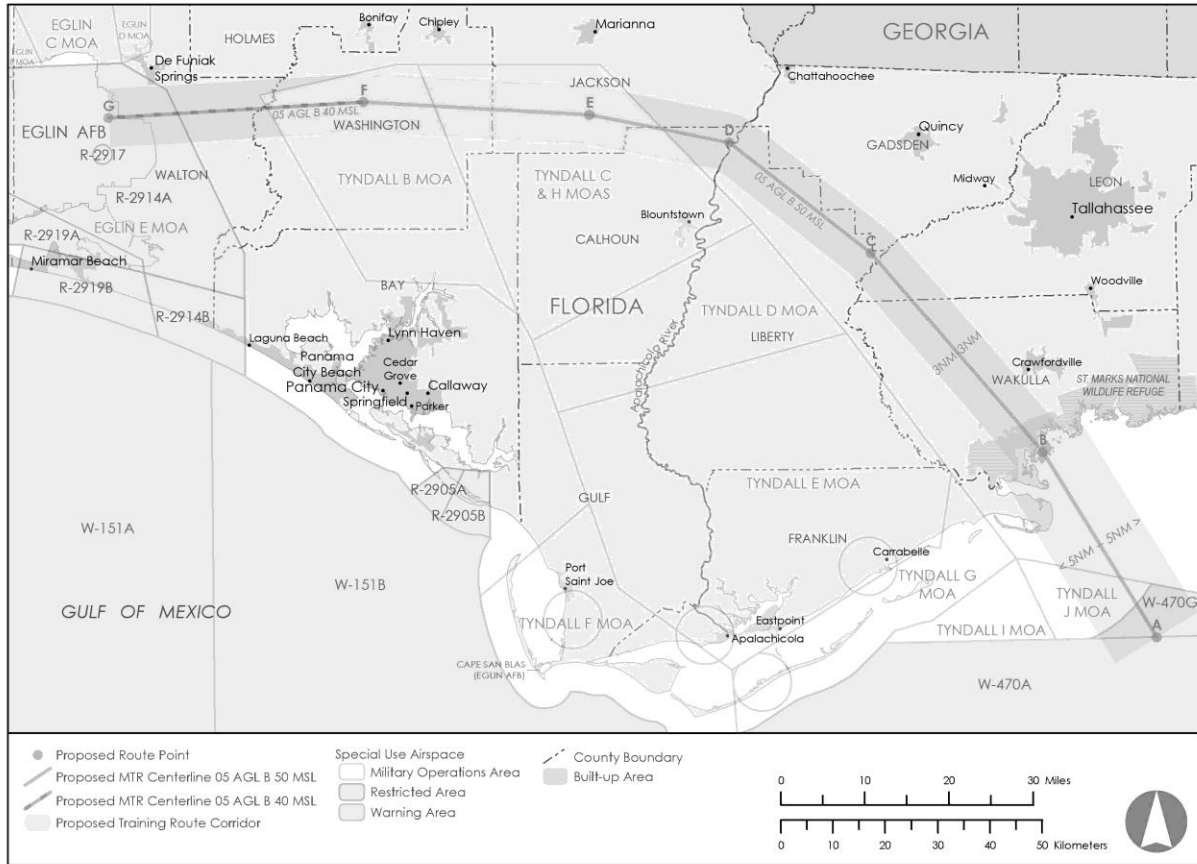 EGLIN
C MOA
EGLIN
D MOA
HOLMES
Bonifay
Chipley
Marianna
GEORGIA
EGLIN
MOA
De Funiak
Springs
JACKSON
Chattahoochee
G
F
E
D
05 AGL B 40 MSL
WASHINGTON
EGLIN AFB
Quincy
GADSDEN
R-2917
WALTON
R-2914A
TYNDALL B MOA
TYNDALL C
& H MOAS
05 AGL B 50 MSL
Midway
LEON
Tallahassee
Blountstown
EGLIN E MOA
R-2919A
CALHOUN
C
Miramar Beach
R-2919B
BAY
FLORIDA
TYNDALL D MOA
Woodville
R-2914B
LIBERTY
Laguna Beach
Lynn Haven
Apalachicola River
3NM-3NM
Panama
City Beach
Cedar
Grove
Panama City
Callaway
Springfield
Parker
Crawfordville
WAKULLA
ST. MARKS NATIONAL
WILDLIFE REFUGE
B
R-2905A
R-2905B
GULF
TYNDALL E MOA
W-151A
FRANKLIN
< 5NM - 5NM >
Carrabelle
W-151B
Port
Saint Joe
TYNDALL G
MOA
TYNDALL
J MOA
W-470G
GULF OF MEXICO
TYNDALL F MOA
Eastpoint
Apalachicola
TYNDALL I MOA
A
CAPE SAN BLAS
(EGLIN AFB)
W-470A
Proposed Route Point
Proposed MTR Centerline 05 AGL B 50 MSL
Proposed MTR Centerline 05 AGL B 40 MSL
Proposed Training Route Corridor
Special Use Airspace
Military Operations Area
Restricted Area
Warning Area
County Boundary
Built-up Area
0 10 20 30 Miles
0 10 20 30 40 50 Kilometers